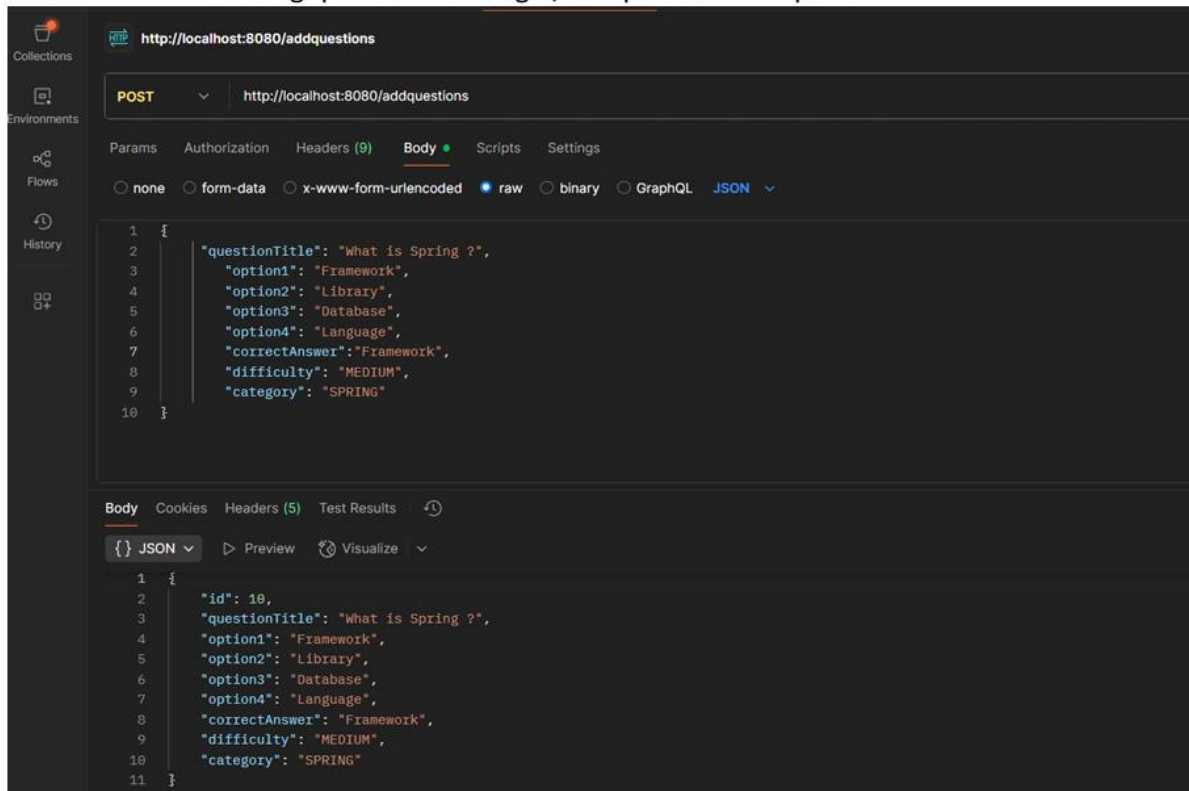 Collections
Environments
Flows
History
HTTP http://localhost:8080/addquestions
POST http://localhost:8080/addquestions
Params Authorization Headers (9) Body Scripts Settings
none form-data x-www-form-urlencoded raw binary GraphQL JSON
1 {
2 "questionTitle": "What is Spring ?",
3 "option1": "Framework",
4 "option2": "Library",
5 "option3": "Database",
6 "option4": "Language",
7 "correctAnswer":"Framework",
8 "difficulty": "MEDIUM",
9 "category": "SPRING"
10 }
Body Cookies Headers (5) Test Results
{} JSON Preview Visualize
1 {
2 "id": 10,
3 "questionTitle": "What is Spring ?",
4 "option1": "Framework",
5 "option2": "Library",
6 "option3": "Database",
7 "option4": "Language",
8 "correctAnswer": "Framework",
9 "difficulty": "MEDIUM",
10 "category": "SPRING"
11 }